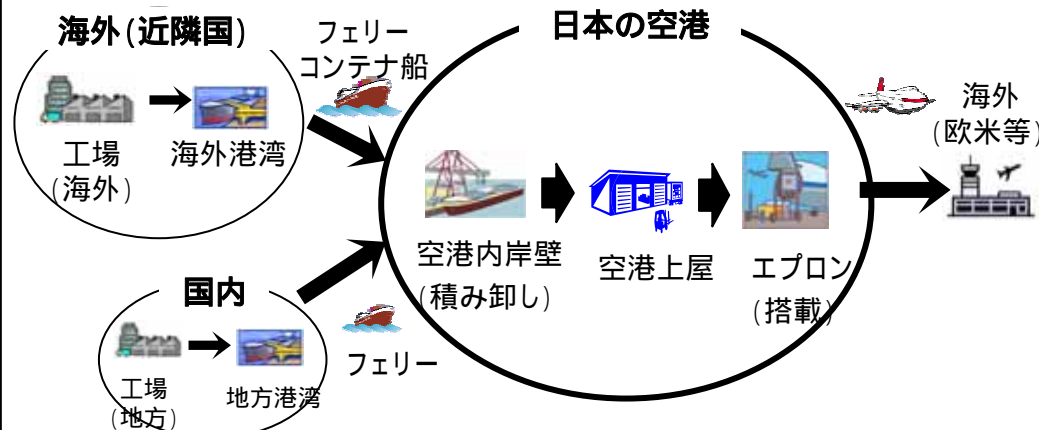 海外(近隣国)
工場
(海外)
海外港湾
フェリー
コンテナ船
国内
工場
(地方)
地方港湾
フェリー
日本の空港
空港内岸壁
(積み卸し)
空港上屋
エプロン
(搭載)
海外
(欧米等)